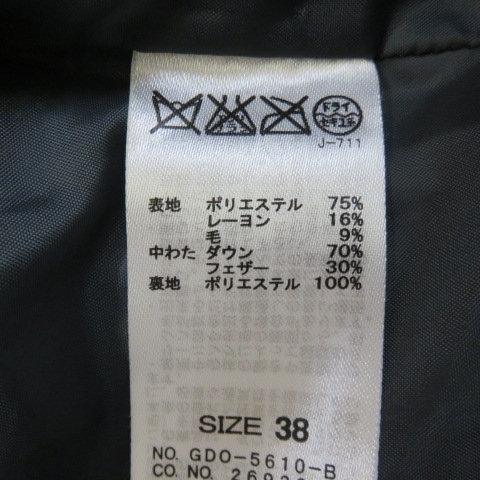 ドライ
セキユ系
J-711
表地 ポリエステル 75%
レーヨン 16%
毛 9%
中わた ダウン 70%
フェザー 30%
裏地 ポリエステル 100%
SIZE 38
NO. GDO-5610-B
CO. NO.